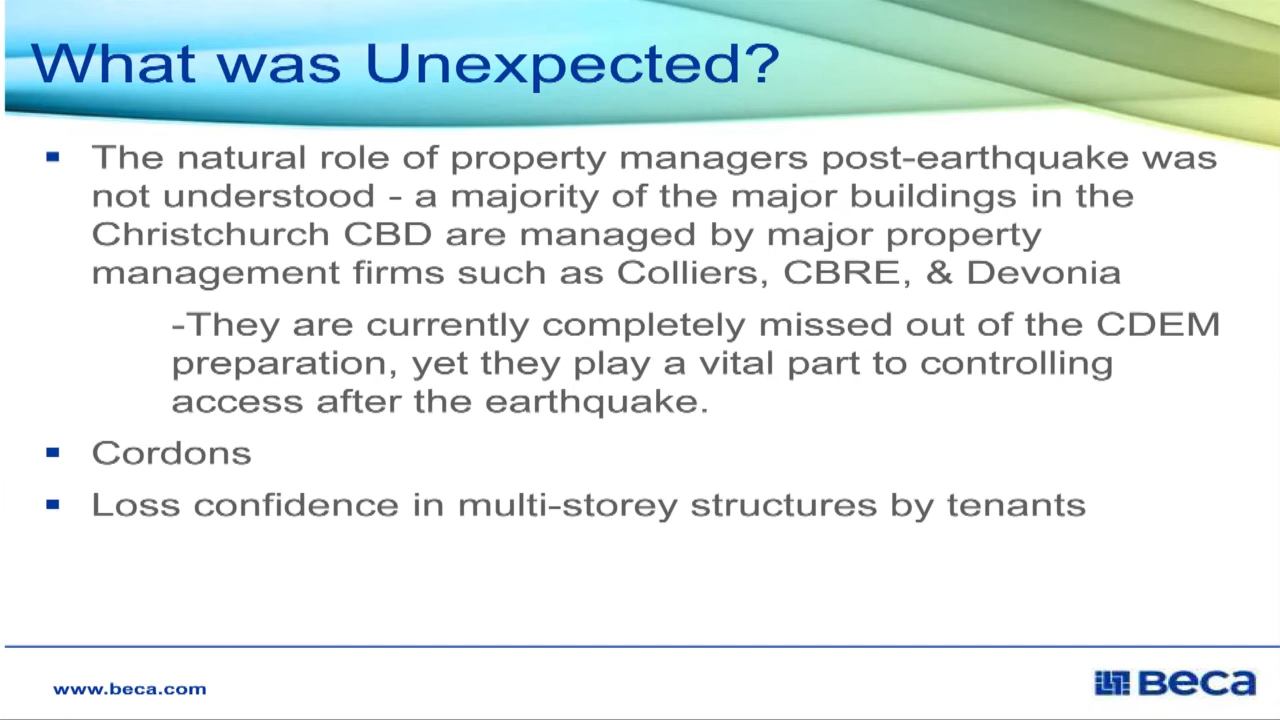 What was Unexpected?
▪ The natural role of property managers post-earthquake was
not understood - a majority of the major buildings in the
Christchurch CBD are managed by major property
management firms such as Colliers, CBRE, & Devonia
-They are currently completely missed out of the CDEM
preparation, yet they play a vital part to controlling
access after the earthquake.
▪ Cordons
▪ Loss confidence in multi-storey structures by tenants
www.beca.com
Beca